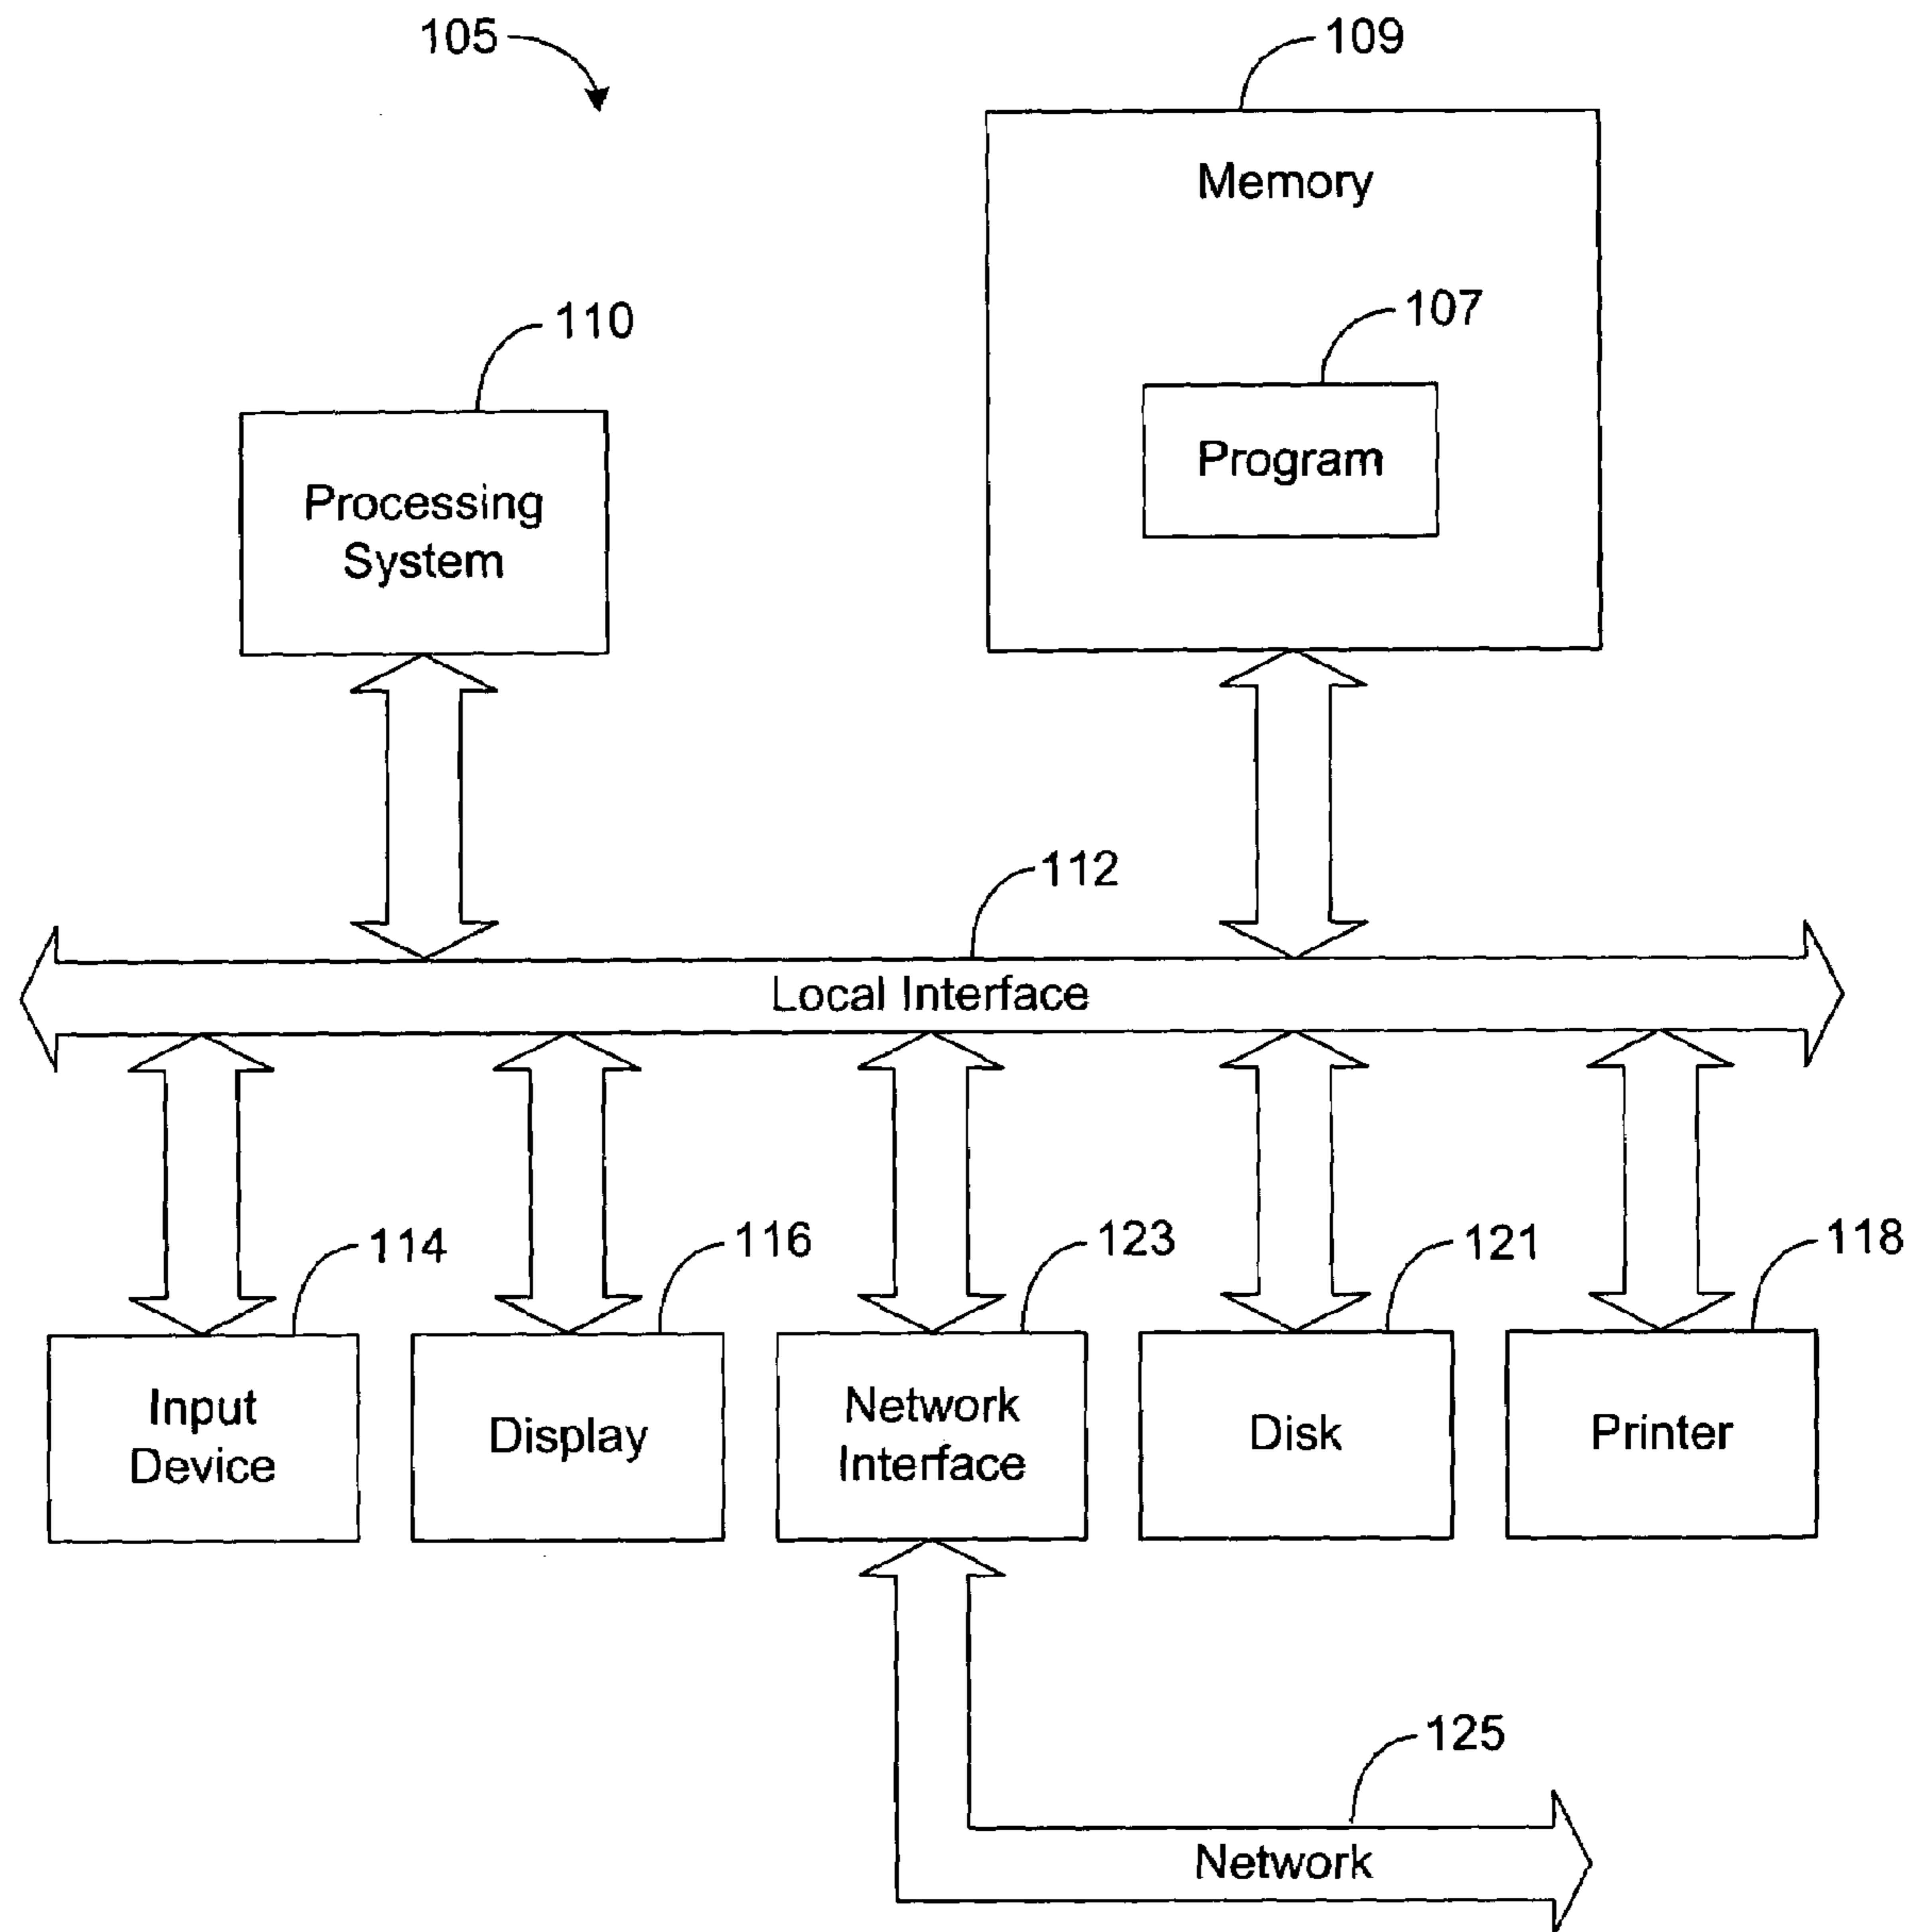 105
109
Memory
110
107
Program
Processing
System
112
Local Interface
114
116
123
121
118
Input
Device
Display
Network
Interface
Disk
Printer
125
Network